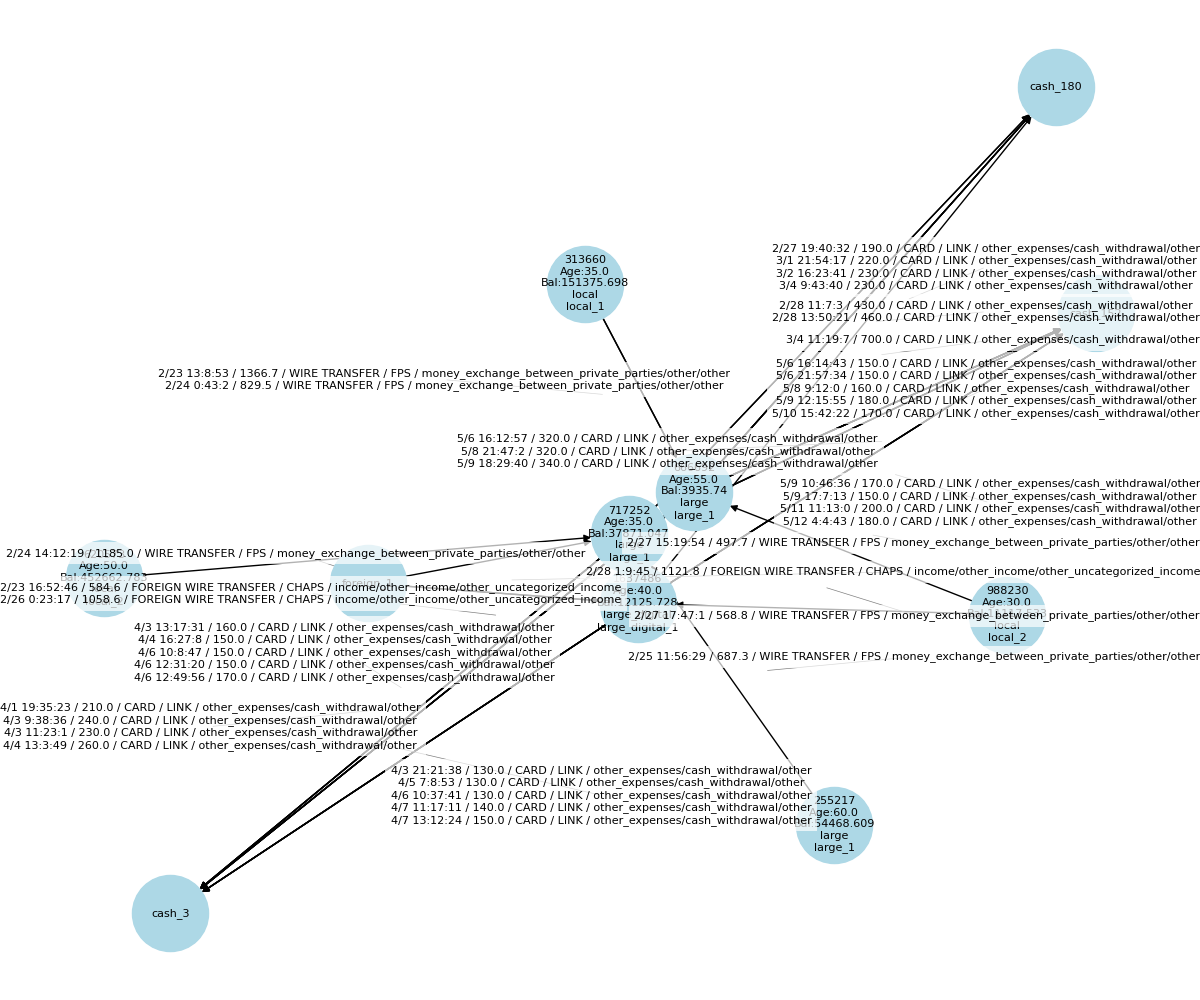 cash_180
2/27 19:40:32 / 190.0 / CARD / LINK / other_expenses/cash_withdrawal/other
3/1 21:54:17 / 220.0 / CARD / LINK / other_expenses/cash_withdrawal/other
3/2 16:23:41 / 230.0 / CARD / LINK / other_expenses/cash_withdrawal/other
3/4 9:43:40 / 230.0 / CARD / LINK / other_expenses/cash_withdrawal/other
313660
Age:35.0
Bal:151375.698
local
local_1
2/28 11:7:3 / 430.0 / CARD / LINK / other_expenses/cash_withdrawal/other
2/28 13:50:21 / 460.0 / CARD / LINK / other_expenses/cash_withdrawal/other
3/4 11:19:7 / 700.0 / CARD / LINK / other_expenses/cash_withdrawal/other
5/6 16:14:43 / 150.0 / CARD / LINK / other_expenses/cash_withdrawal/other
5/6 21:57:34 / 150.0 / CARD / LINK / other_expenses/cash_withdrawal/other
5/8 9:12:0 / 160.0 / CARD / LINK / other_expenses/cash_withdrawal/other
5/9 12:15:55 / 180.0 / CARD / LINK / other_expenses/cash_withdrawal/other
5/10 15:42:22 / 170.0 / CARD / LINK / other_expenses/cash_withdrawal/other
2/23 13:8:53 / 1366.7 / WIRE TRANSFER / FPS / money_exchange_between_private_parties/other/other
2/24 0:43:2 / 829.5 / WIRE TRANSFER / FPS / money_exchange_between_private_parties/other/other
5/6 16:12:57 / 320.0 / CARD / LINK / other_expenses/cash_withdrawal/other
5/8 21:47:2 / 320.0 / CARD / LINK / other_expenses/cash_withdrawal/other
5/9 18:29:40 / 340.0 / CARD / LINK / other_expenses/cash_withdrawal/other
Age:55.0
Bal:3935.74
large
large_1
5/9 10:46:36 / 170.0 / CARD / LINK / other_expenses/cash_withdrawal/other
5/9 17:7:13 / 150.0 / CARD / LINK / other_expenses/cash_withdrawal/other
5/11 11:13:0 / 200.0 / CARD / LINK / other_expenses/cash_withdrawal/other
5/12 4:4:43 / 180.0 / CARD / LINK / other_expenses/cash_withdrawal/other
717252
Age:35.0
Bal:37871.047
large_1
2/27 15:19:54 / 497.7 / WIRE TRANSFER / FPS / money_exchange_between_private_parties/other/other
2/24 14:12:19 / 1185.0 / WIRE TRANSFER / FPS / money_exchange_between_private_parties/other/other
Age:50.0
Bal:452662.783
foreign_1
2/28 1:9:45 / 1121.8 / FOREIGN WIRE TRANSFER / CHAPS / income/other_income/other_uncategorized_income
2/23 16:52:46 / 584.6 / FOREIGN WIRE TRANSFER / CHAPS / income/other_income/other_uncategorized_income
2/26 0:23:17 / 1058.6 / FOREIGN WIRE TRANSFER / CHAPS / income/other_income/other_uncategorized_income
large_digital_1
988230
Age:30.0
local
local_2
2/27 17:47:1 / 568.8 / WIRE TRANSFER / FPS / money_exchange_between_private_parties/other/other
2/25 11:56:29 / 687.3 / WIRE TRANSFER / FPS / money_exchange_between_private_parties/other/other
4/3 13:17:31 / 160.0 / CARD / LINK / other_expenses/cash_withdrawal/other
4/4 16:27:8 / 150.0 / CARD / LINK / other_expenses/cash_withdrawal/other
4/6 10:8:47 / 150.0 / CARD / LINK / other_expenses/cash_withdrawal/other
4/6 12:31:20 / 150.0 / CARD / LINK / other_expenses/cash_withdrawal/other
4/6 12:49:56 / 170.0 / CARD / LINK / other_expenses/cash_withdrawal/other
4/1 19:35:23 / 210.0 / CARD / LINK / other_expenses/cash_withdrawal/other
4/3 9:38:36 / 240.0 / CARD / LINK / other_expenses/cash_withdrawal/other
4/3 11:23:1 / 230.0 / CARD / LINK / other_expenses/cash_withdrawal/other
4/4 13:3:49 / 260.0 / CARD / LINK / other_expenses/cash_withdrawal/other
4/3 21:21:38 / 130.0 / CARD / LINK / other_expenses/cash_withdrawal/other
4/5 7:8:53 / 130.0 / CARD / LINK / other_expenses/cash_withdrawal/other
4/6 10:37:41 / 130.0 / CARD / LINK / other_expenses/cash_withdrawal/other
4/7 11:17:11 / 140.0 / CARD / LINK / other_expenses/cash_withdrawal/other
4/7 13:12:24 / 150.0 / CARD / LINK / other_expenses/cash_withdrawal/other
255217
Age:60.0
Bal:54468.609
large
large_1
cash_3